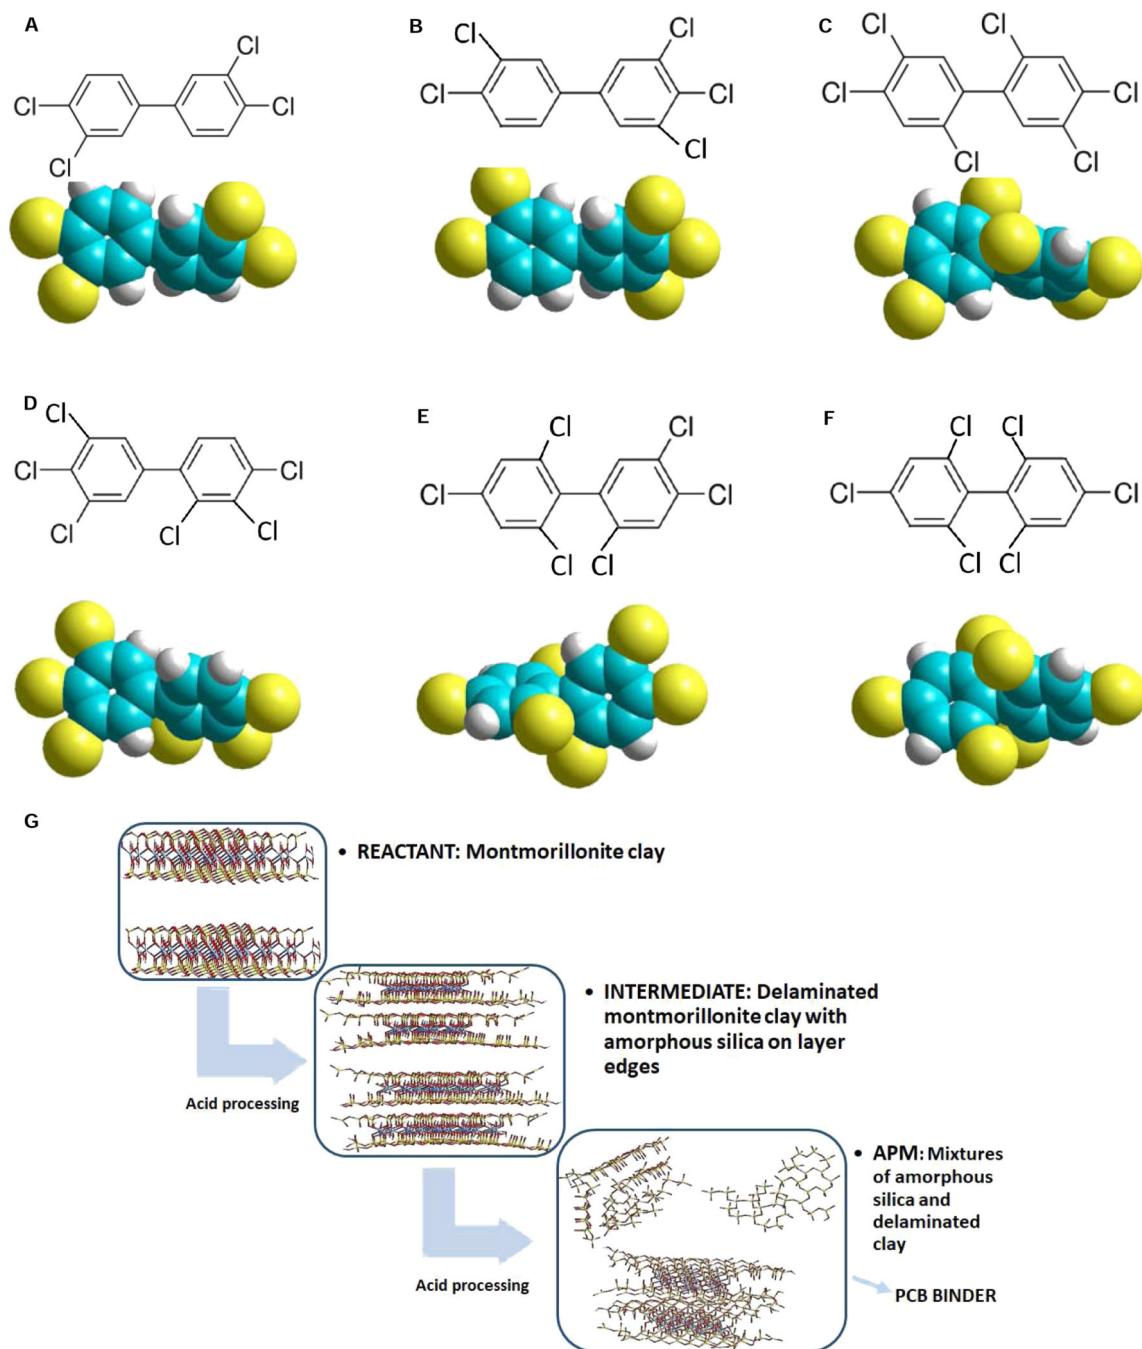 A
Cl
Cl
Cl
Cl
B
Cl
Cl
Cl
Cl
Cl
C
Cl
Cl
Cl
Cl
Cl
Cl
D
Cl
Cl
Cl
Cl
Cl
Cl
E
Cl
Cl
Cl
Cl
Cl
Cl
F
Cl
Cl
Cl
Cl
Cl
Cl
G
• REACTANT: Montmorillonite clay
Acid processing
• INTERMEDIATE: Delaminated
montmorillonite clay with
amorphous silica on layer
edges
Acid processing
• APM: Mixtures
of amorphous
silica and
delaminated
clay
PCB BINDER